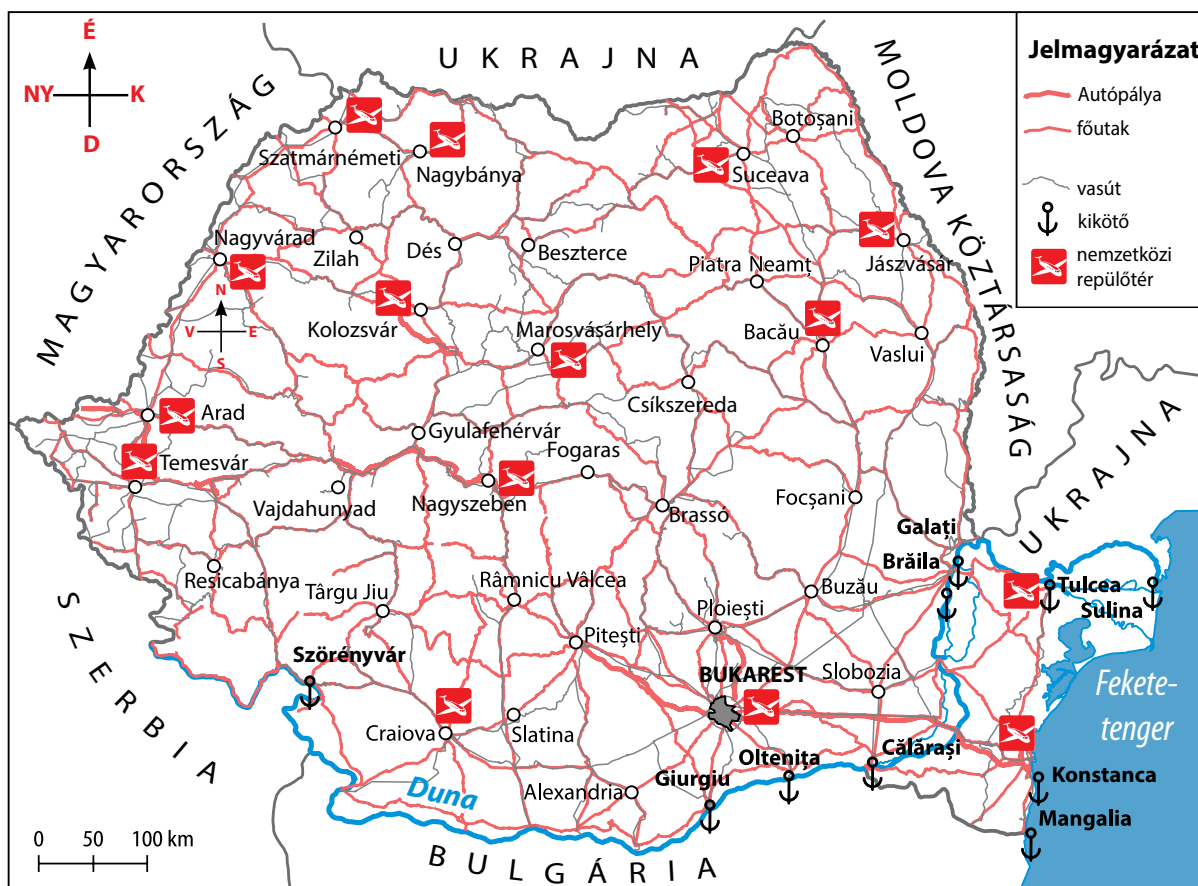 É
NY
K
D
UKRAJNA
MAGYARORSZÁG
MOLDOVA KÖZTÁRSASÁG
Jelmagyarázat
Autópálya
főutak
vasút
kikötő
nemzetközi
repülőtér
Botoșani
Szatmárnémeti
Nagybánya
Suceava
Nagyvárad
Zilah
Dés
Beszterce
Piatra Neamț
Jászvásár
N
V
E
S
Kolozsvár
Marosvásárhely
Bacău
Vaslui
Csíkszereda
Arad
Gyulafehérvár
Temesvár
Fogaras
Vajdahunyad
Nagyszeben
Brassó
Focșani
UKRAJNA
Galați
Brăila
Resicabánya
Târgu Jiu
Râmnicu Vâlcea
Buzău
Tulcea
Sulina
Ploiești
Pitești
SZERBIA
Szörényvár
BUKAREST
Slobozia
Fekete-
tenger
Craiova
Slatina
Călărași
Oltenița
Giurgiu
Konstanca
Duna
Alexandria
Mangalia
0
50
100 km
BULGÁRIA